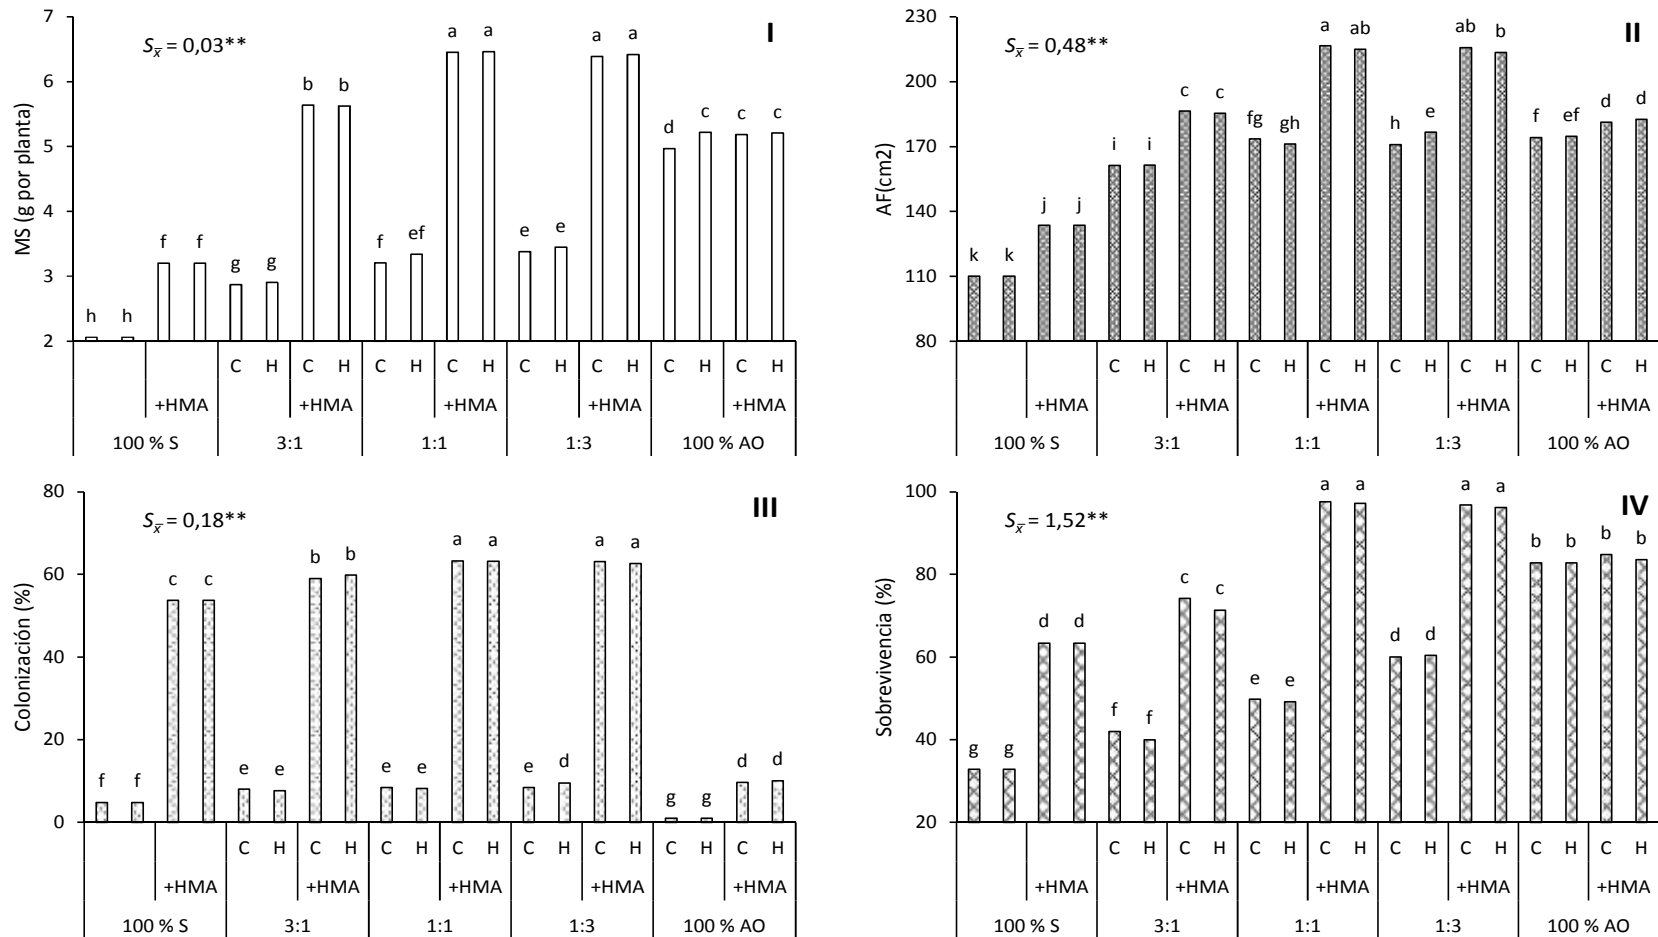 I
S x̄ = 0,03**
MS (g por planta)
7
6
5
4
3
2
h h f f g g b b f ef a a e e a a d c c c
C H C H C H C H C H C H C H C H
+HMA +HMA +HMA +HMA +HMA
100 % S 3:1 1:1 1:3 100 % AO
II
S x̄ = 0,48**
AF(cm2)
230
200
170
140
110
80
k k j j i i c c fg gh a ab h e ab b f ef d d
C H C H C H C H C H C H C H C H
+HMA +HMA +HMA +HMA +HMA
100 % S 3:1 1:1 1:3 100 % AO
III
S x̄ = 0,18**
Colonización (%)
80
60
40
20
0
f f c c e e b b e e a a e d a a g g d d
C H C H C H C H C H C H C H C H
+HMA +HMA +HMA +HMA +HMA
100 % S 3:1 1:1 1:3 100 % AO
IV
S x̄ = 1,52**
Sobrevivencia (%)
100
80
60
40
20
g g d d f f c c e e a a d d a a b b b b
C H C H C H C H C H C H C H C H
+HMA +HMA +HMA +HMA +HMA
100 % S 3:1 1:1 1:3 100 % AO